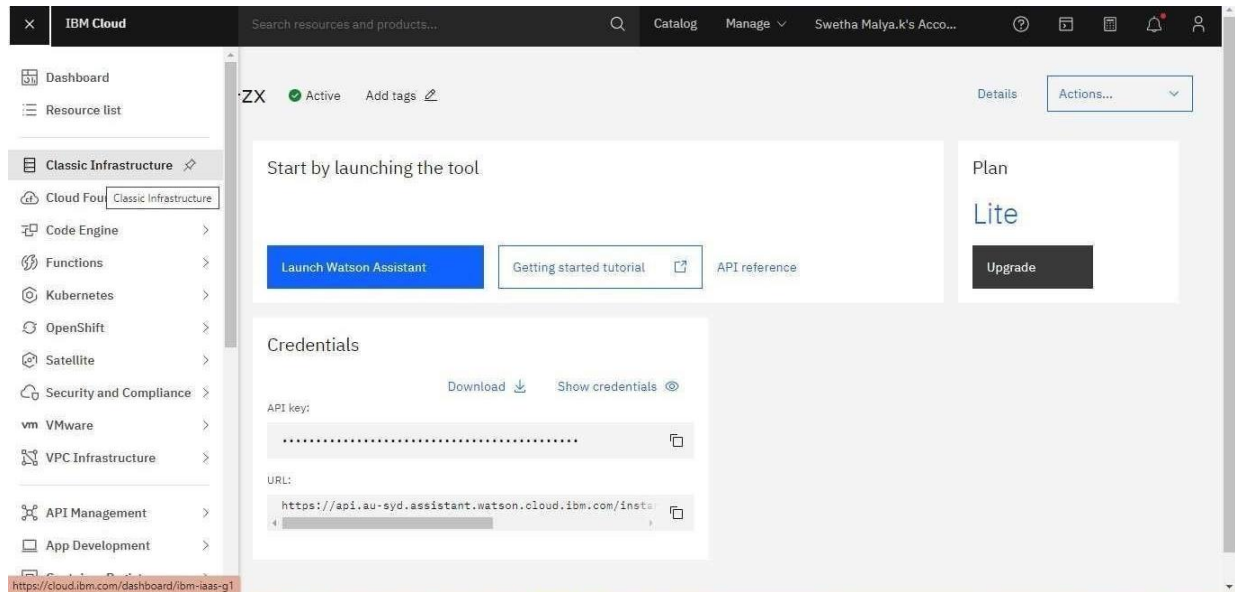 IBM Cloud
Search resources and products...
Catalog
Manage
Swetha Malya.k's Acco...
Dashboard
Resource list
Classic Infrastructure
Cloud Fou
Classic Infrastructure
Code Engine
Functions
Kubernetes
OpenShift
Satellite
Security and Compliance
vm VMware
VPC Infrastructure
API Management
App Development
https://cloud.ibm.com/dashboard/ibm-iaas-g1
ZX
Active
Add tags
Details
Actions...
Start by launching the tool
Launch Watson Assistant
Getting started tutorial
API reference
Plan
Lite
Upgrade
Credentials
Download
Show credentials
API key:
URL:
https://api.au-syd.assistant.watson.cloud.ibm.com/insta